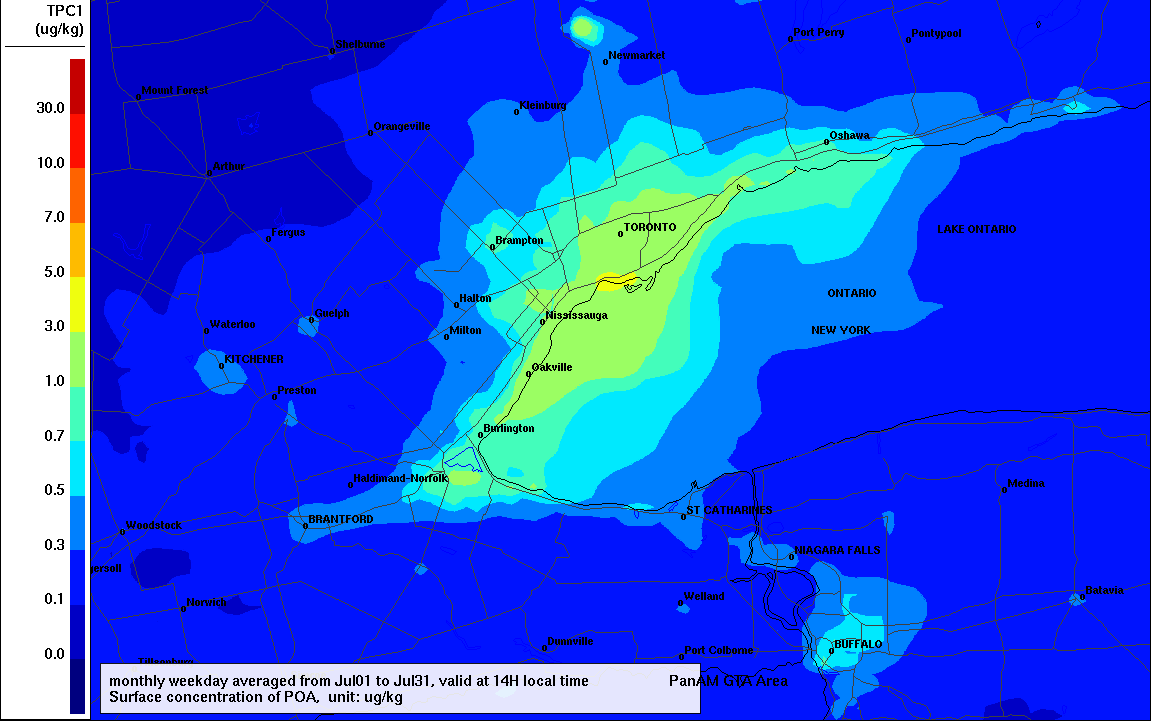 TPC1
(ug/kg)
30.0
10.0
7.0
5.0
3.0
1.0
0.7
0.5
0.3
0.1
0.0
Shelburne
Port Perry
Pontypool
Newmarket
Mount Forest
Kleinburg
Orangeville
Oshawa
Arthur
TORONTO
LAKE ONTARIO
Fergus
Brampton
ONTARIO
Halton
Guelph
Nississauga
Waterloo
Milton
NEW YORK
KITCHENER
Oakville
Preston
Burlington
Haldimand-Norfolk
Medina
ST CATHARINES
BRANTFORD
Woodstock
NIAGARA FALLS
gersoll
Batavia
Norwich
Welland
Dunnville
BUFFALO
Port Colborne
Tillsonburg
monthly weekday averaged from Jul01 to Jul31, valid at 14H local time
PanAM GTA Area
Surface concentration of POA, unit: ug/kg